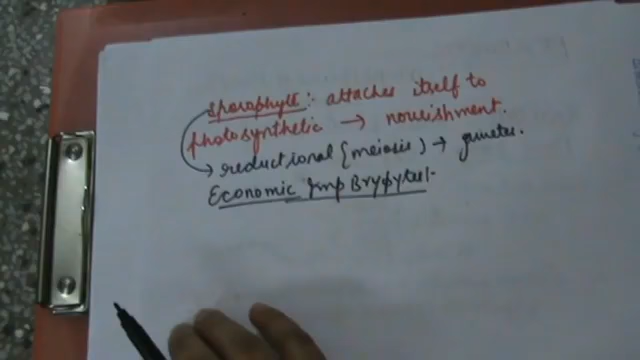 sporophyte:- attaches itself to
photosynthetic → nourishment.
→ reductional (meiosis) → gametes.
Economic Imp Bryophytes:-